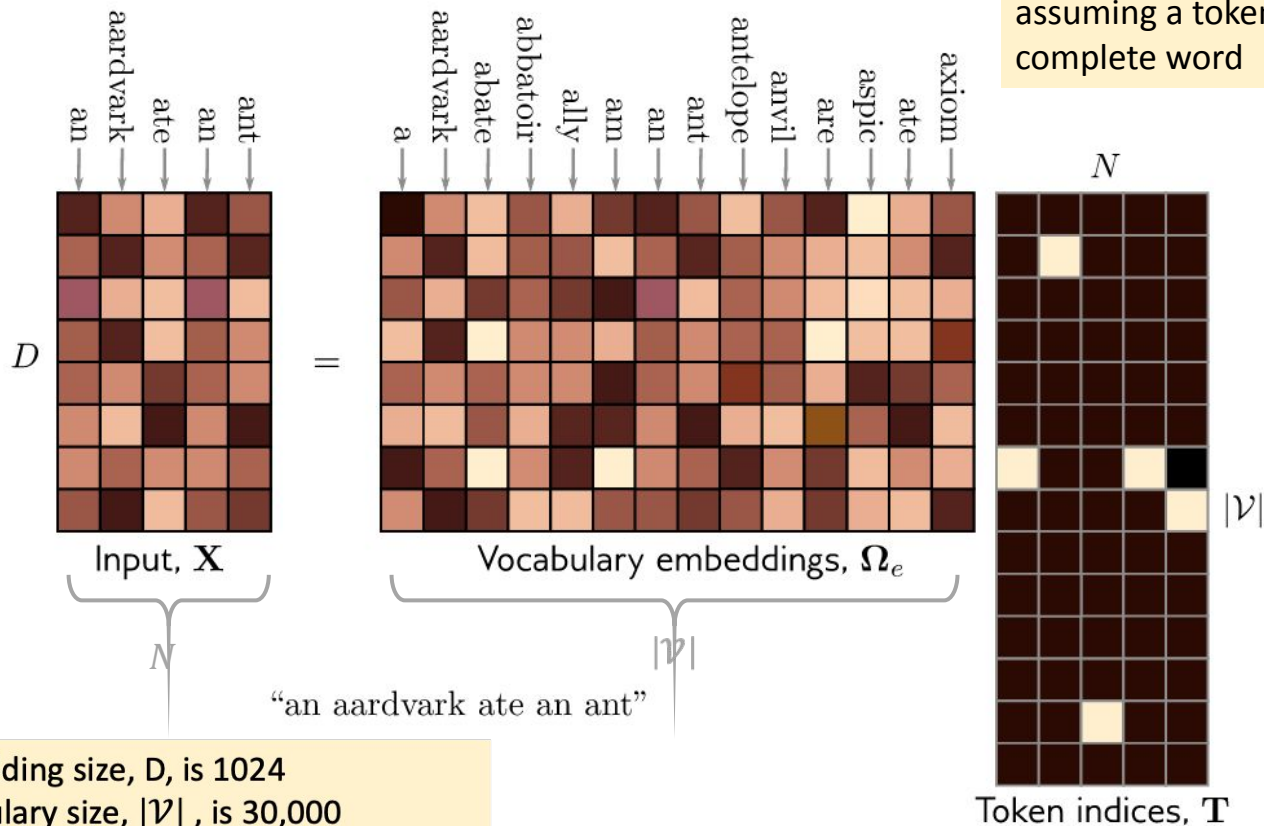 assuming a token
complete word
an
aardvark
ate
an
ant
a
aardvark
abate
abbatoir
ally
am
an
ant
antelope
anvil
are
aspic
ate
axiom
N
D
=
|𝒱|
Input, X
Vocabulary embeddings, Ωₑ
N
|𝒱|
“an aardvark ate an ant”
ding size, D, is 1024
ulary size, |𝒱| , is 30,000
Token indices, T